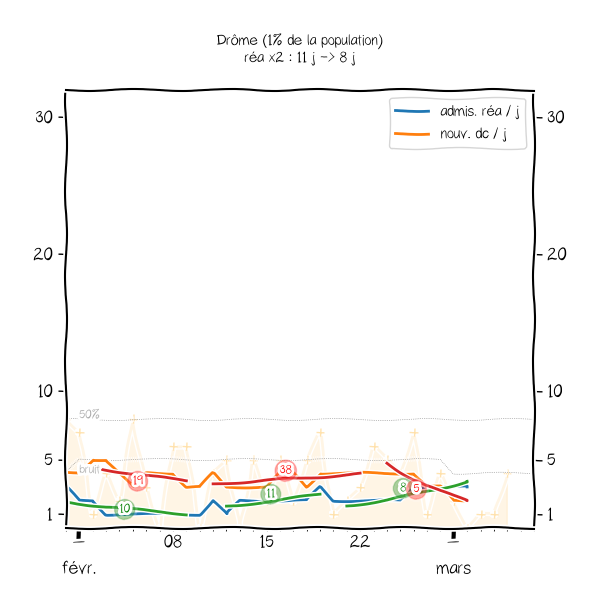 Drôme (1% de la population)
réa x2 : 11 j -> 8 j
admis. réa / j
nouv. dc / j
30
30
20
20
10
10
50%
5
bruit
5
1
1
19
38
10
11
8
5
08
15
22
févr.
mars